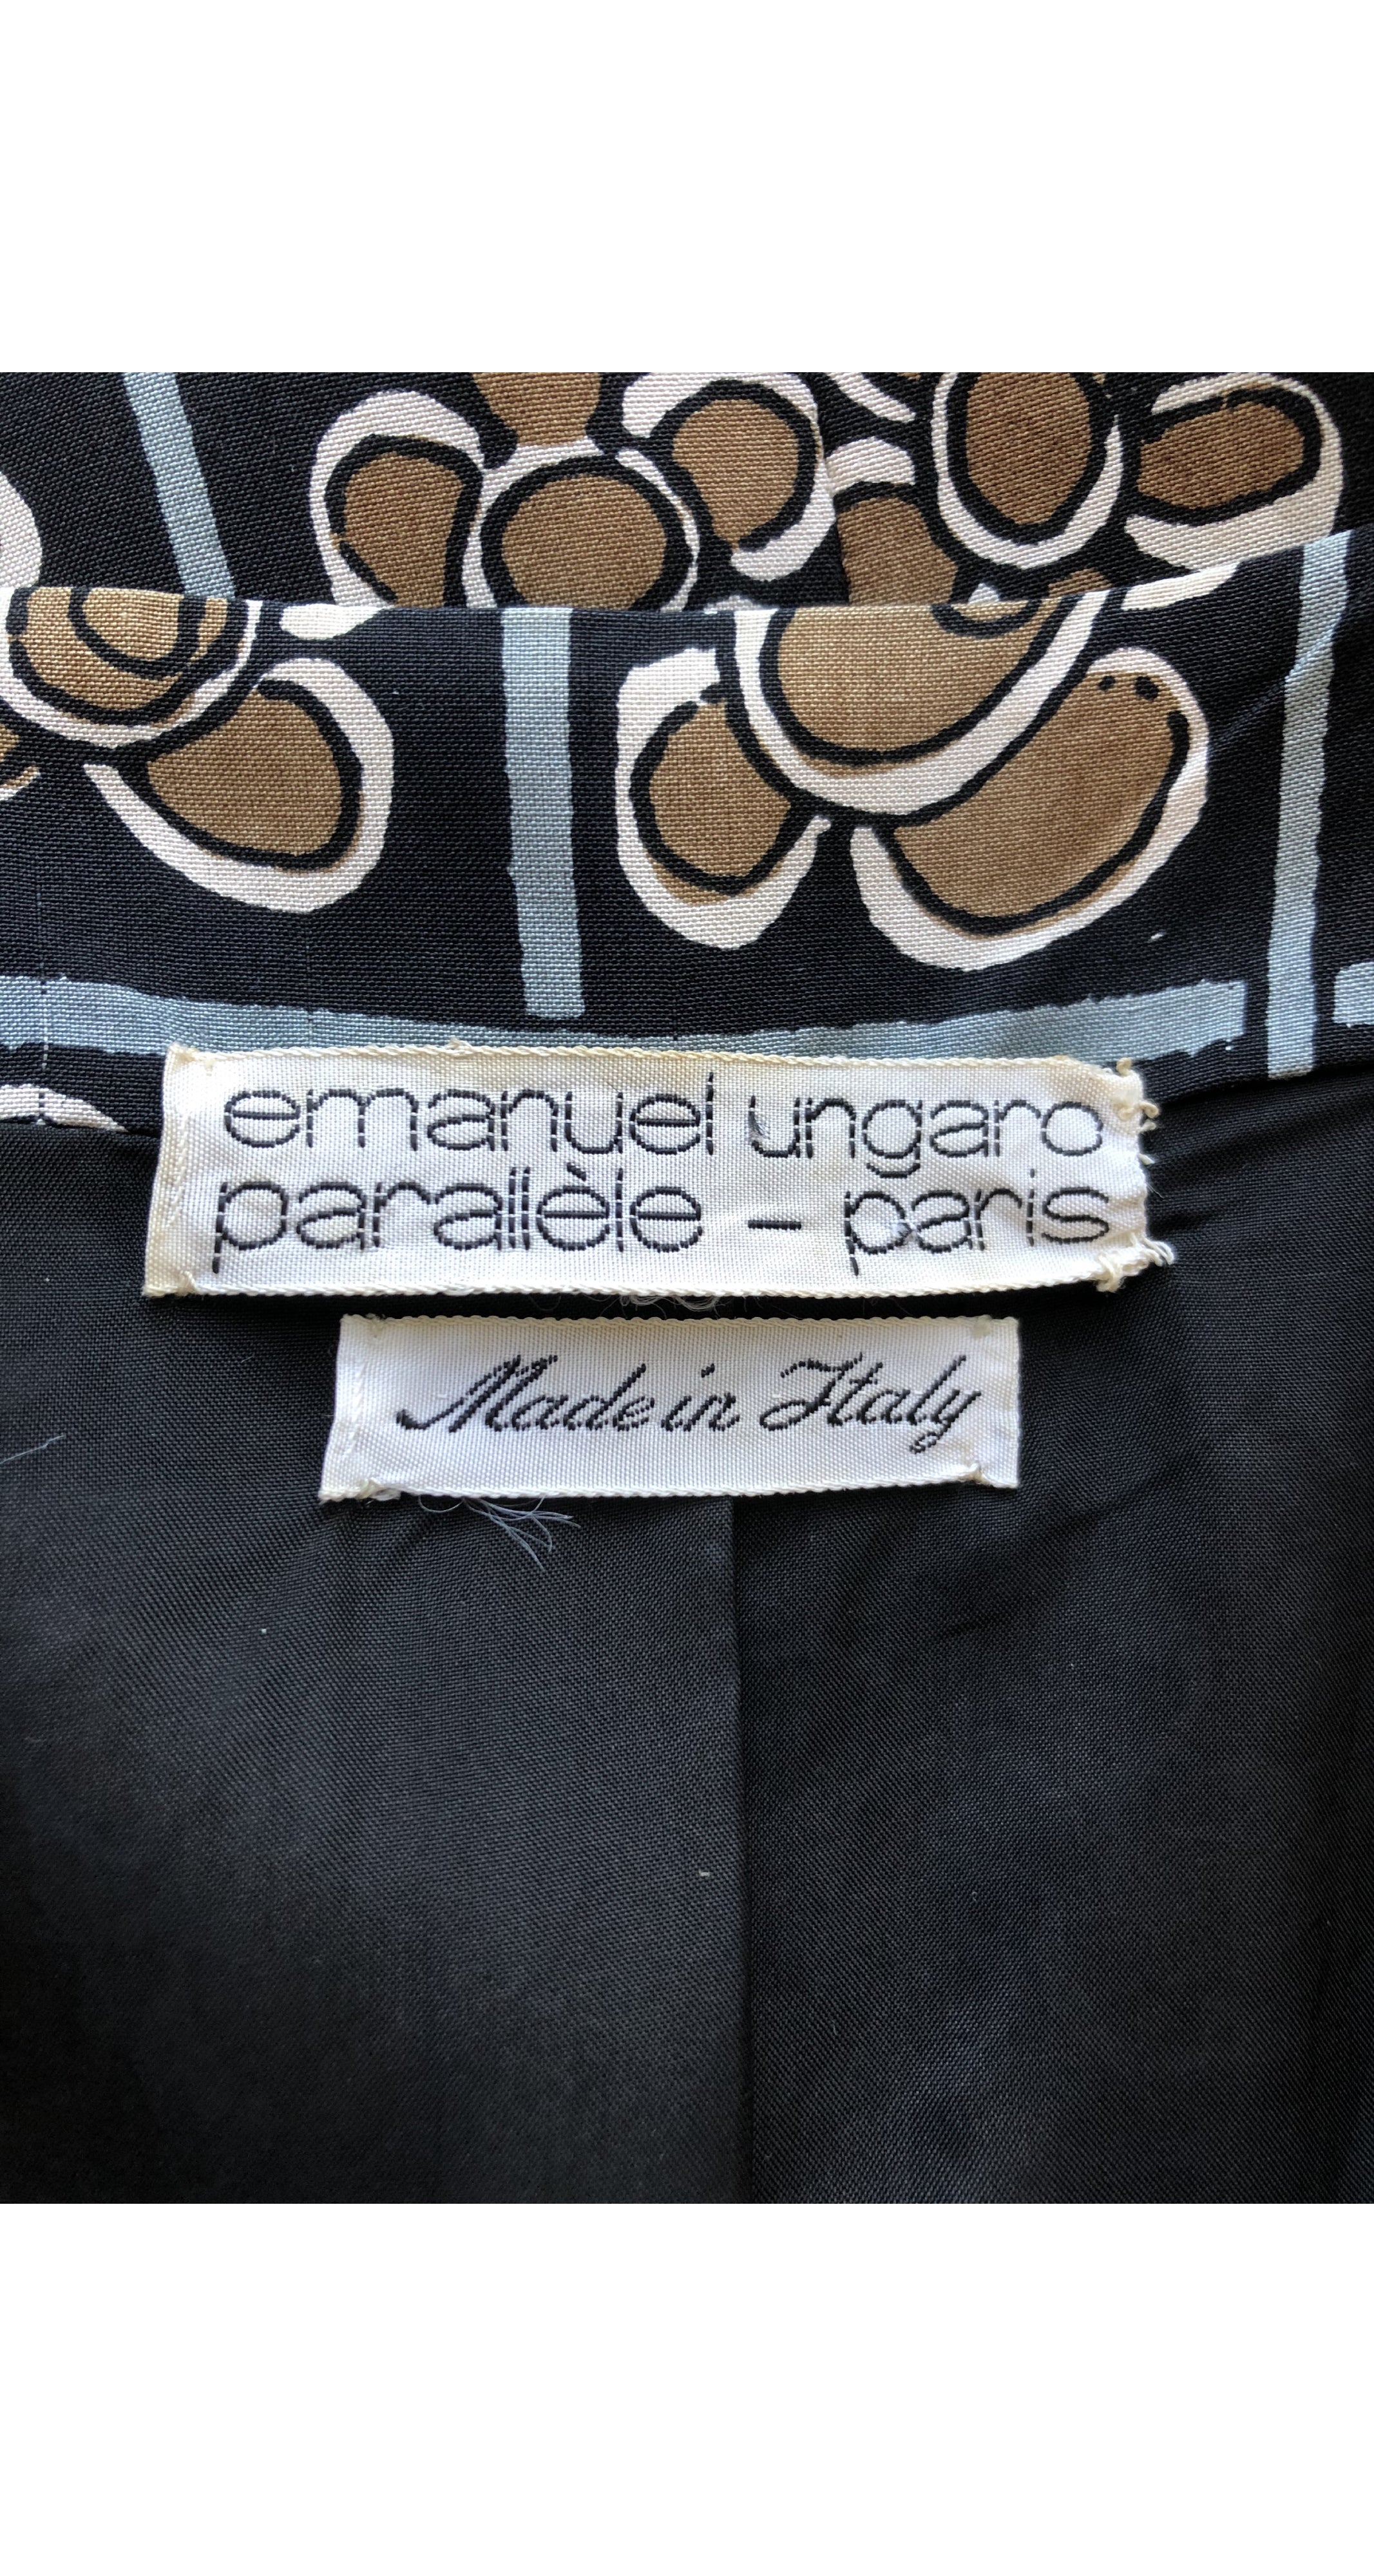 emanuel ungaro
parallèle - paris
Made in Italy